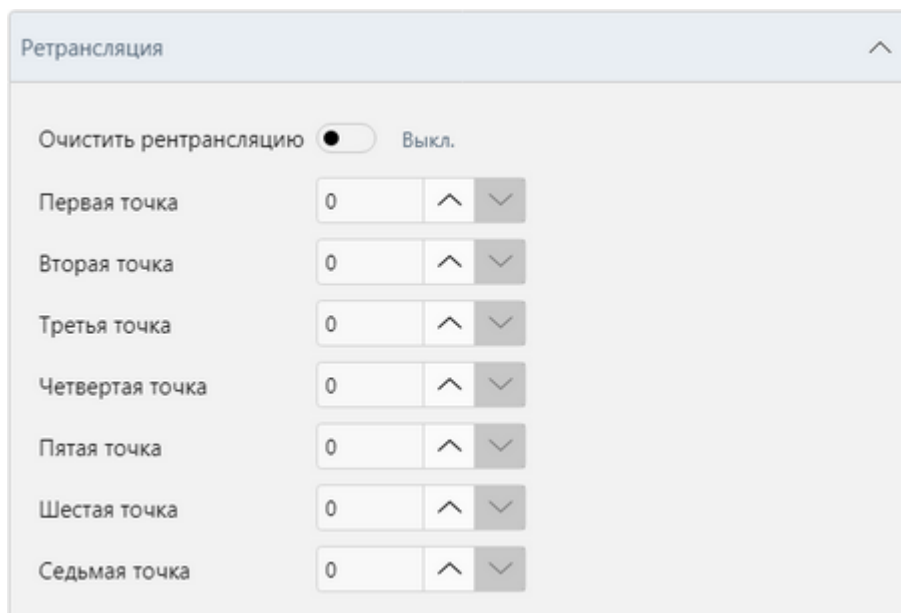 Ретрансляция
Очистить рентрансляцию Выкл.
Первая точка 0
Вторая точка 0
Третья точка 0
Четвертая точка 0
Пятая точка 0
Шестая точка 0
Седьмая точка 0